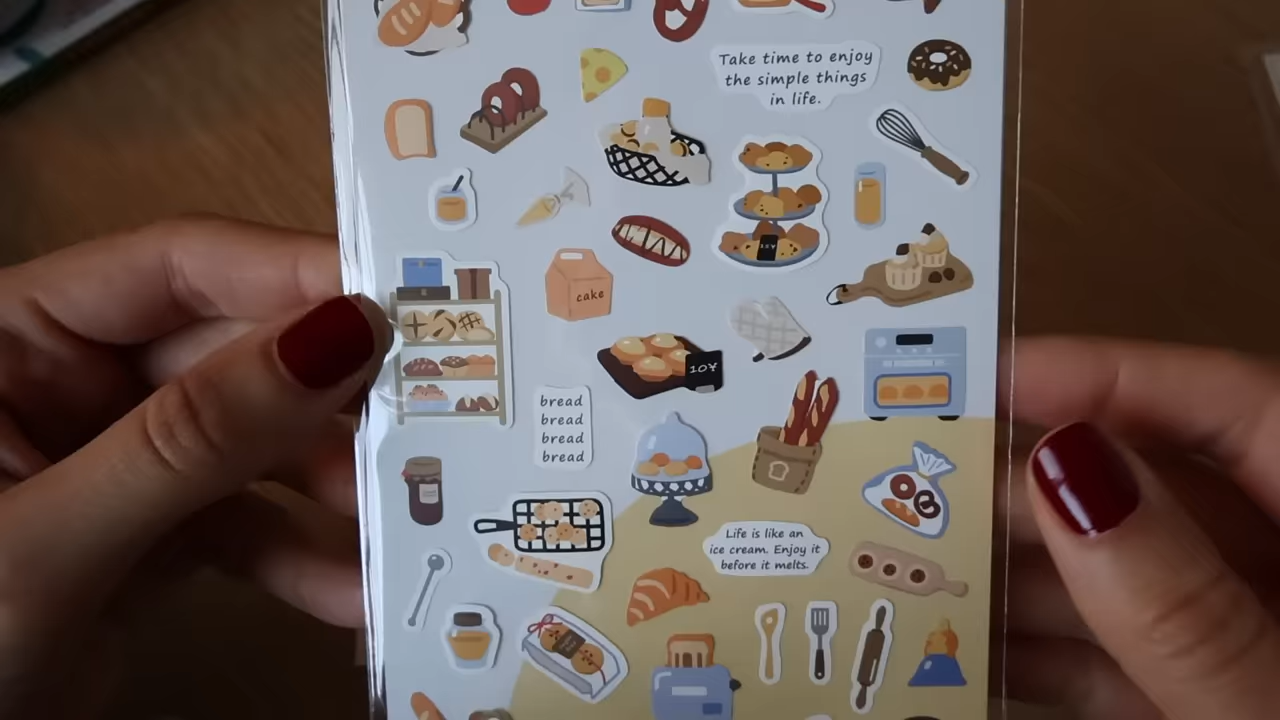 Take time to enjoy
the simple things
in life.
cake
10¥
bread
bread
bread
bread
Life is like an
ice cream. Enjoy it
before it melts.